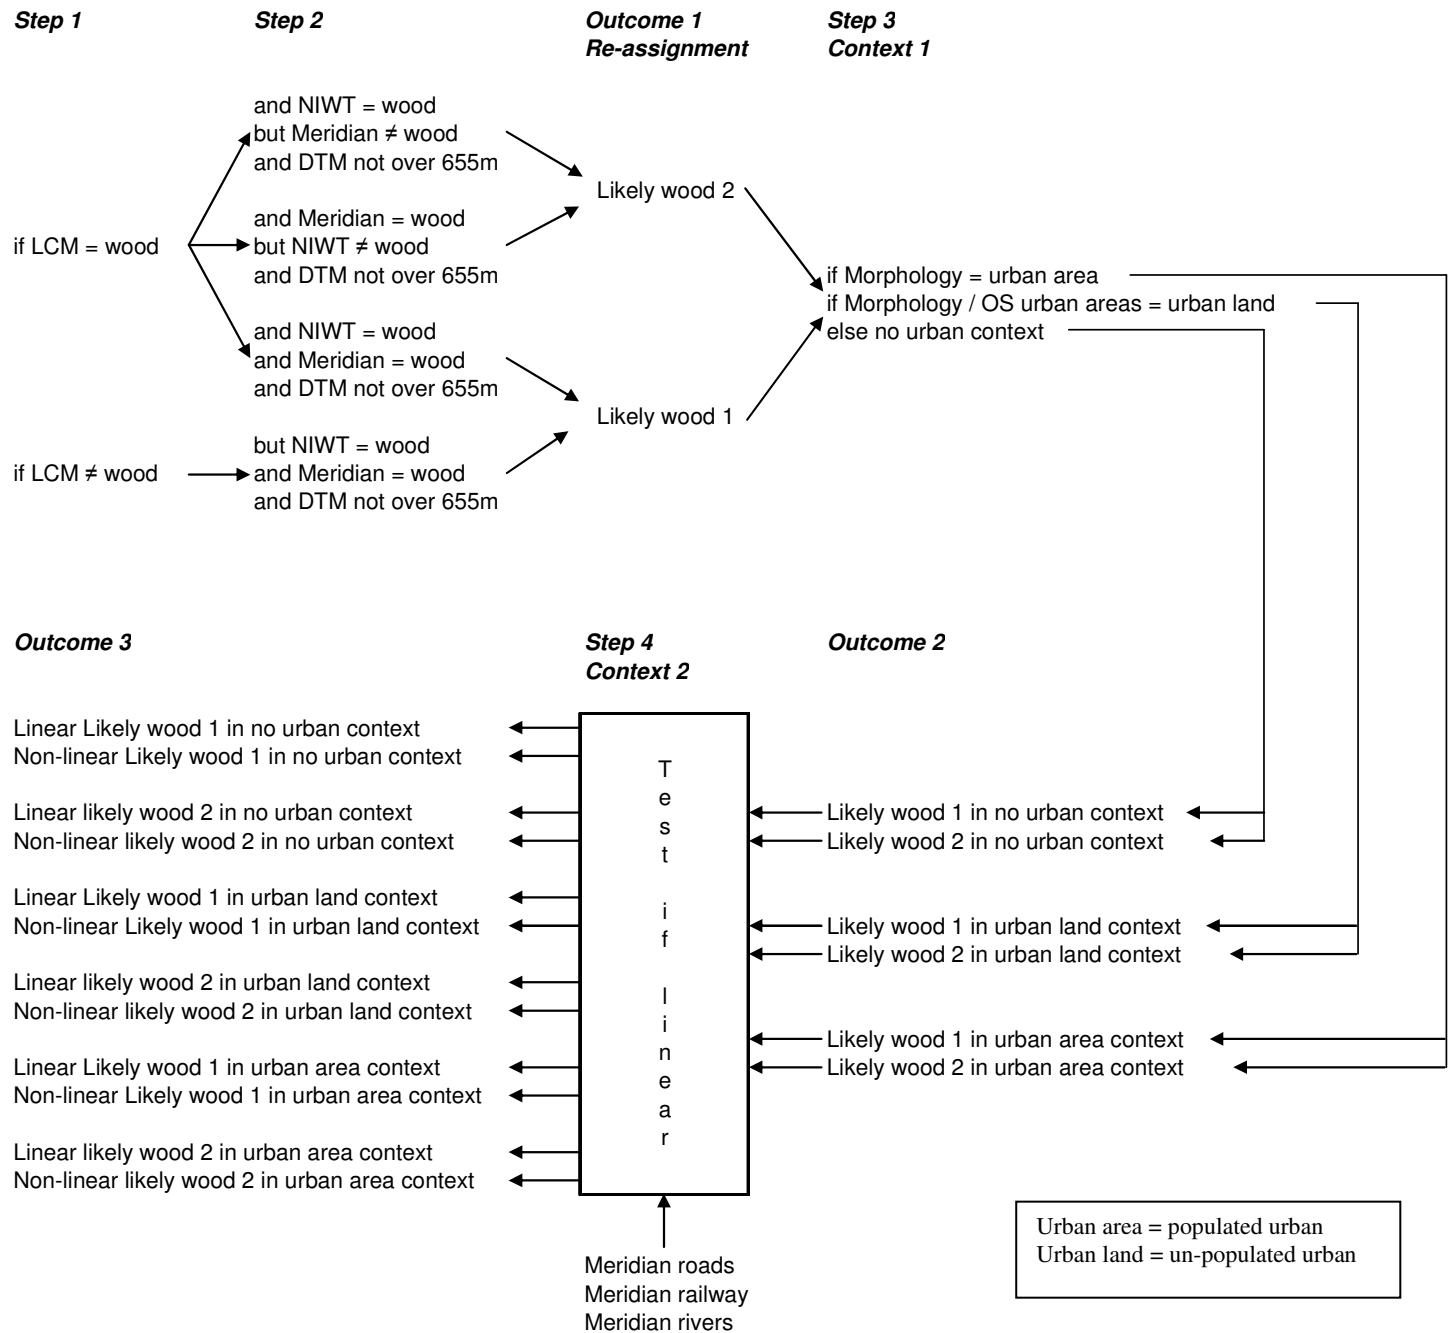 Step 1
Step 2
Outcome 1
Re-assignment
Step 3
Context 1
if LCM = wood
and NIWT = wood
but Meridian ≠ wood
and DTM not over 655m
and Meridian = wood
but NIWT ≠ wood
and DTM not over 655m
and NIWT = wood
and Meridian = wood
and DTM not over 655m
if LCM ≠ wood
but NIWT = wood
and Meridian = wood
and DTM not over 655m
Likely wood 2
Likely wood 1
if Morphology = urban area
if Morphology / OS urban areas = urban land
else no urban context
Outcome 3
Step 4
Context 2
Outcome 2
Linear Likely wood 1 in no urban context
Non-linear Likely wood 1 in no urban context
Linear likely wood 2 in no urban context
Non-linear likely wood 2 in no urban context
Linear Likely wood 1 in urban land context
Non-linear Likely wood 1 in urban land context
Linear likely wood 2 in urban land context
Non-linear likely wood 2 in urban land context
Linear Likely wood 1 in urban area context
Non-linear Likely wood 1 in urban area context
Linear likely wood 2 in urban area context
Non-linear likely wood 2 in urban area context
Test if linear
Likely wood 1 in no urban context
Likely wood 2 in no urban context
Likely wood 1 in urban land context
Likely wood 2 in urban land context
Likely wood 1 in urban area context
Likely wood 2 in urban area context
Meridian roads
Meridian railway
Meridian rivers
Urban area = populated urban
Urban land = un-populated urban